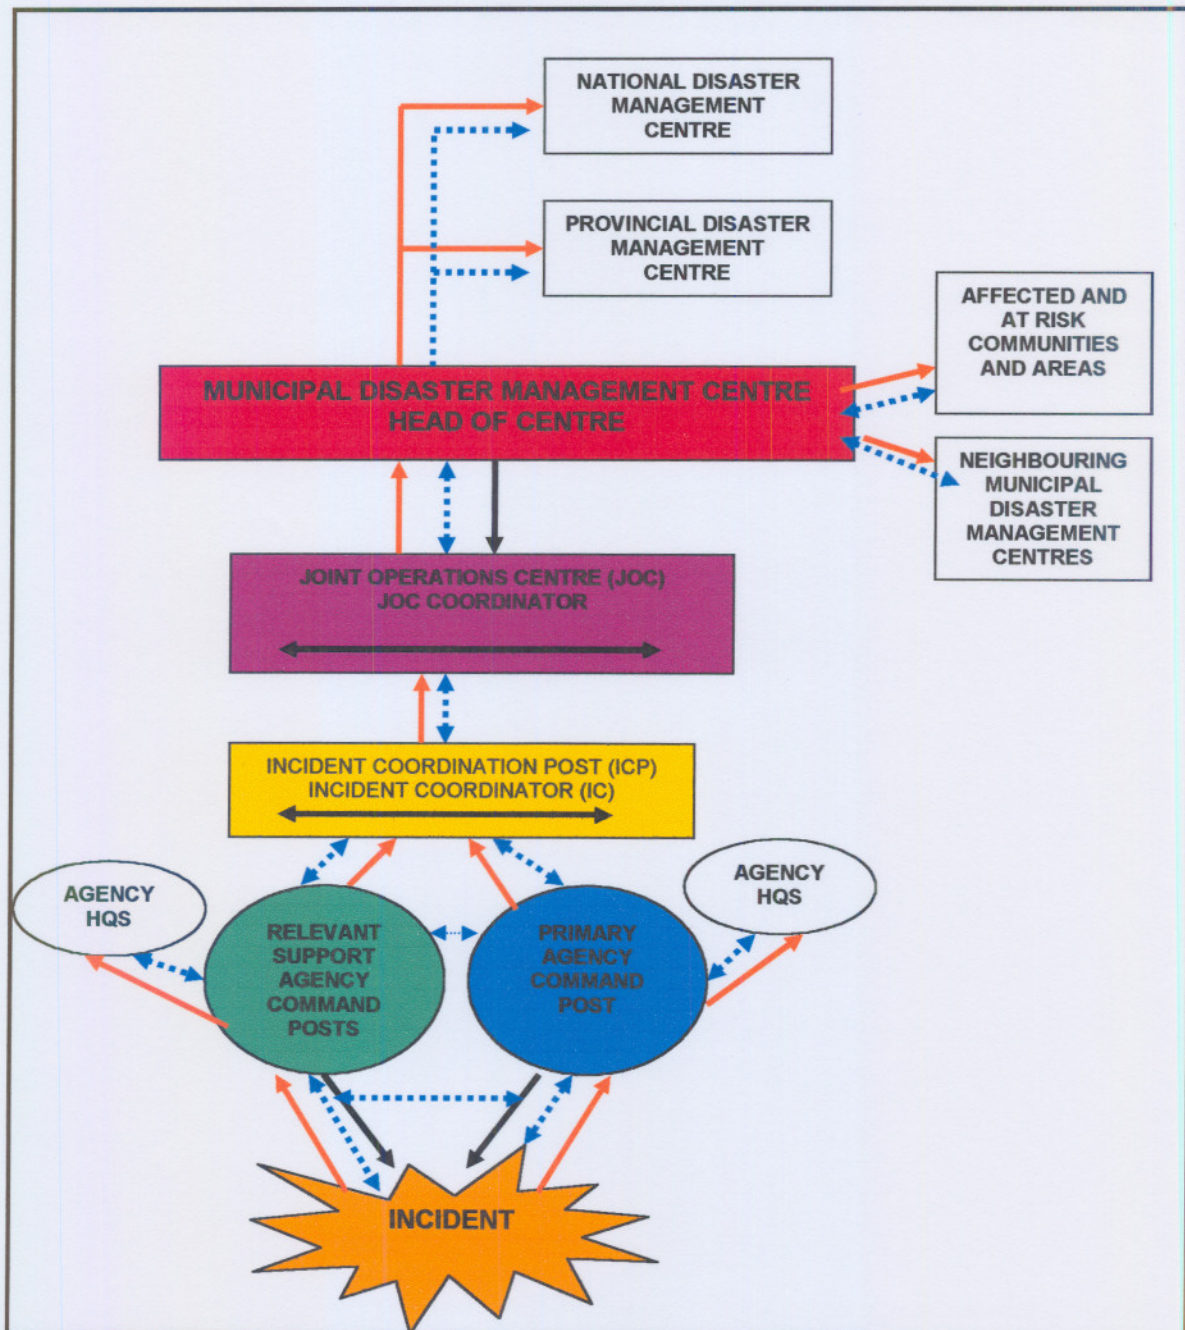 NATIONAL DISASTER
MANAGEMENT
CENTRE
PROVINCIAL DISASTER
MANAGEMENT
CENTRE
AFFECTED AND
AT RISK
COMMUNITIES
AND AREAS
MUNICIPAL DISASTER MANAGEMENT CENTRE
HEAD OF CENTRE
NEIGHBOURING
MUNICIPAL
DISASTER
MANAGEMENT
CENTRES
JOINT OPERATIONS CENTRE (JOC)
JOC COORDINATOR
INCIDENT COORDINATION POST (ICP)
INCIDENT COORDINATOR (IC)
AGENCY
HQS
AGENCY
HQS
RELEVANT
SUPPORT
AGENCY
COMMAND
POSTS
PRIMARY
AGENCY
COMMAND
POST
INCIDENT